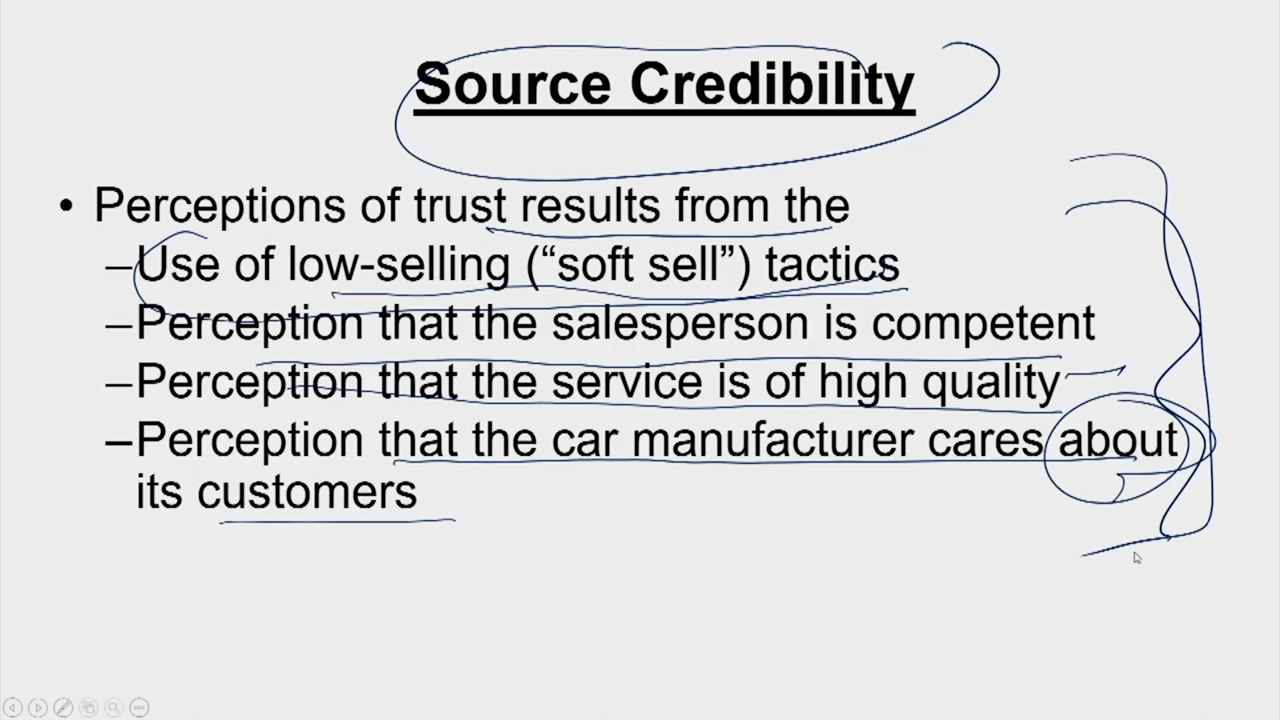 Source Credibility
• Perceptions of trust results from the
–Use of low-selling (“soft sell”) tactics
–Perception that the salesperson is competent
–Perception that the service is of high quality
–Perception that the car manufacturer cares about
its customers